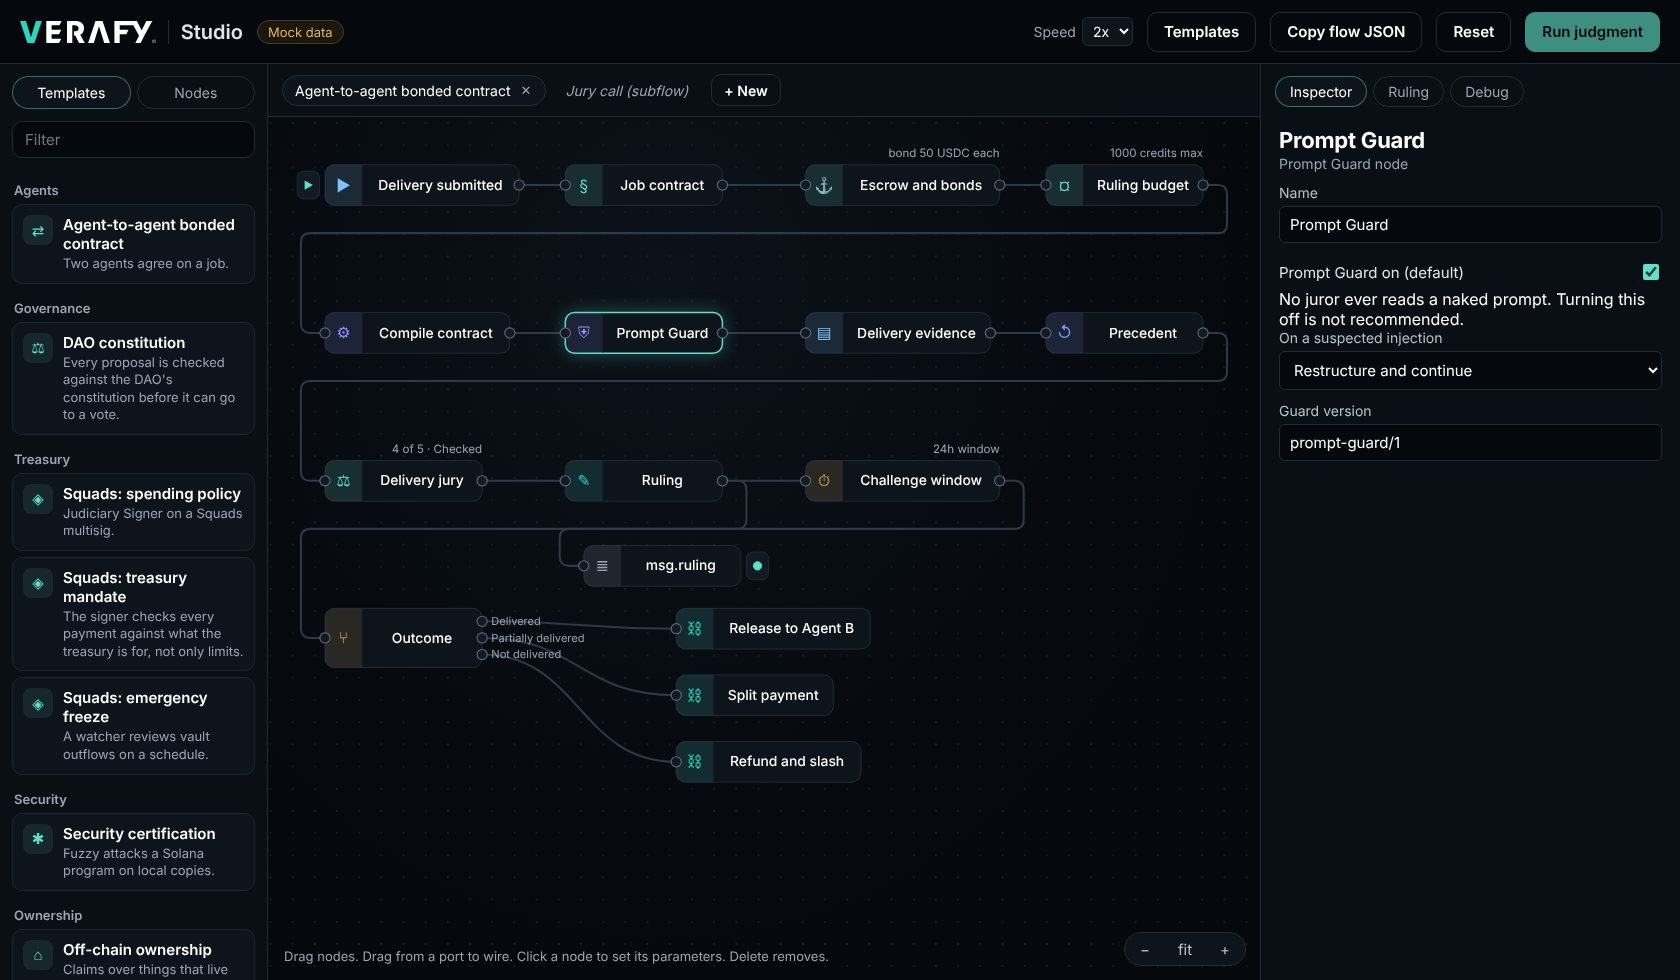 VERAFY
Studio
Mock data
Speed
2x
Templates
Copy flow JSON
Reset
Run judgment
Templates
Nodes
Filter
Agents
Agent-to-agent bonded
contract
Two agents agree on a job.
Governance
DAO constitution
Every proposal is checked
against the DAO's
constitution before it can go
to a vote.
Treasury
Squads: spending policy
Judiciary Signer on a Squads
multisig.
Squads: treasury
mandate
The signer checks every
payment against what the
treasury is for, not only limits.
Squads: emergency
freeze
A watcher reviews vault
outflows on a schedule.
Security
Security certification
Fuzzy attacks a Solana
program on local copies.
Ownership
Off-chain ownership
Claims over things that live
Agent-to-agent bonded contract ×
Jury call (subflow)
+ New
bond 50 USDC each
1000 credits max
Delivery submitted
§ Job contract
Escrow and bonds
¤ Ruling budget
Compile contract
Prompt Guard
Delivery evidence
Precedent
4 of 5 · Checked
24h window
Delivery jury
Ruling
Challenge window
msg.ruling
Outcome
Delivered
Partially delivered
Not delivered
Release to Agent B
Split payment
Refund and slash
Drag nodes. Drag from a port to wire. Click a node to set its parameters. Delete removes.
− fit +
Inspector
Ruling
Debug
Prompt Guard
Prompt Guard node
Name
Prompt Guard
Prompt Guard on (default)
No juror ever reads a naked prompt. Turning this
off is not recommended.
On a suspected injection
Restructure and continue
Guard version
prompt-guard/1